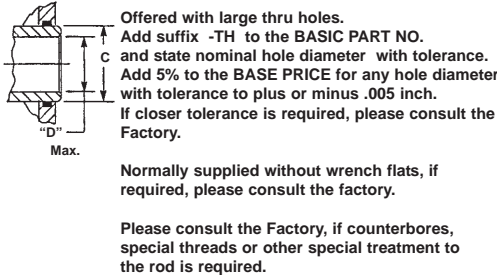 Offered with large thru holes.
Add suffix -TH to the BASIC PART NO.
C and state nominal hole diameter with tolerance.
Add 5% to the BASE PRICE for any hole diameter
with tolerance to plus or minus .005 inch.
If closer tolerance is required, please consult the
"D" Factory.
Max.
Normally supplied without wrench flats, if
required, please consult the factory.
Please consult the Factory, if counterbores,
special threads or other special treatment to
the rod is required.